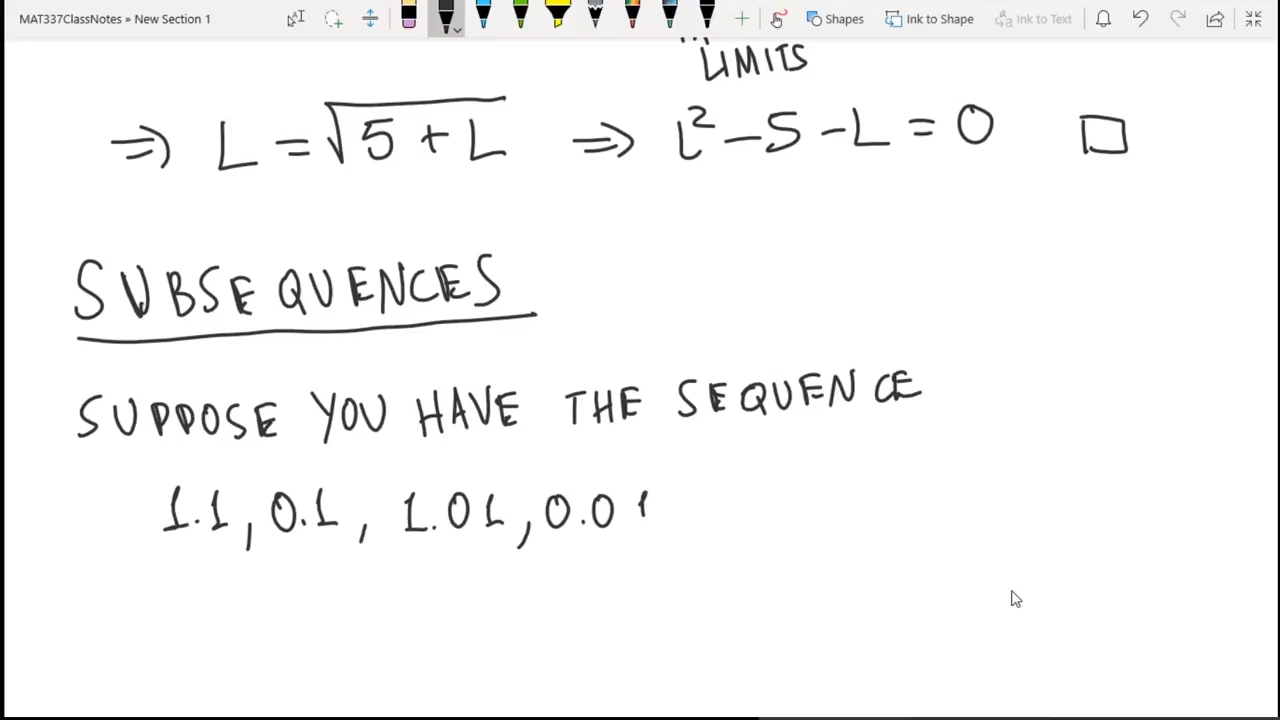 MAT337ClassNotes » New Section 1 Shapes Ink to Shape Ink to Text
LIMITS
⇒ L = √(5 + L) ⇒ L² - 5 - L = 0 □
SUBSEQUENCES
SUPPOSE YOU HAVE THE SEQUENCE
1.1, 0.1, 1.01, 0.0